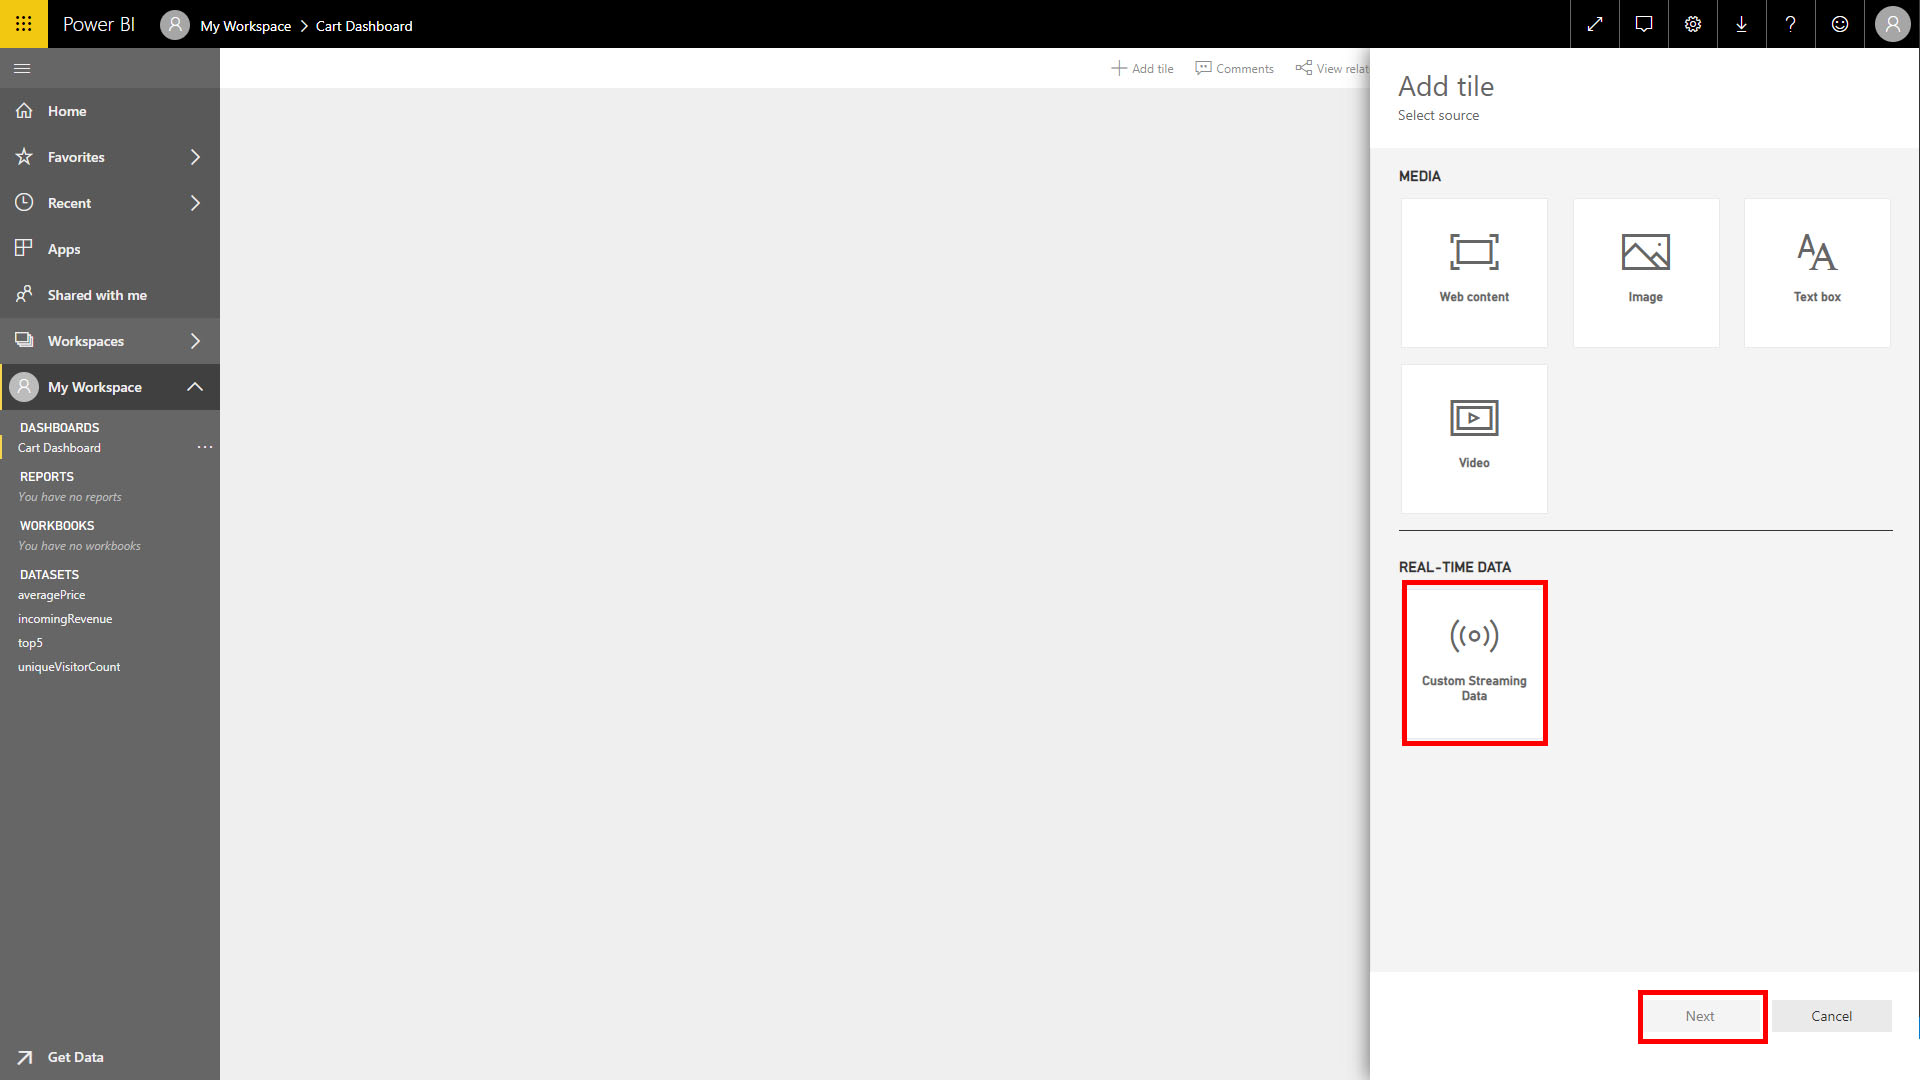 Power BI
My Workspace
Cart Dashboard
?
Add tile
Comments
View relat
Home
Favorites
Recent
Apps
Shared with me
Workspaces
My Workspace
DASHBOARDS
Cart Dashboard
...
REPORTS
You have no reports
WORKBOOKS
You have no workbooks
DATASETS
averagePrice
incomingRevenue
top5
uniqueVisitorCount
Get Data
Add tile
Select source
MEDIA
Web content
Image
Text box
Video
REAL-TIME DATA
Custom Streaming
Data
Next
Cancel